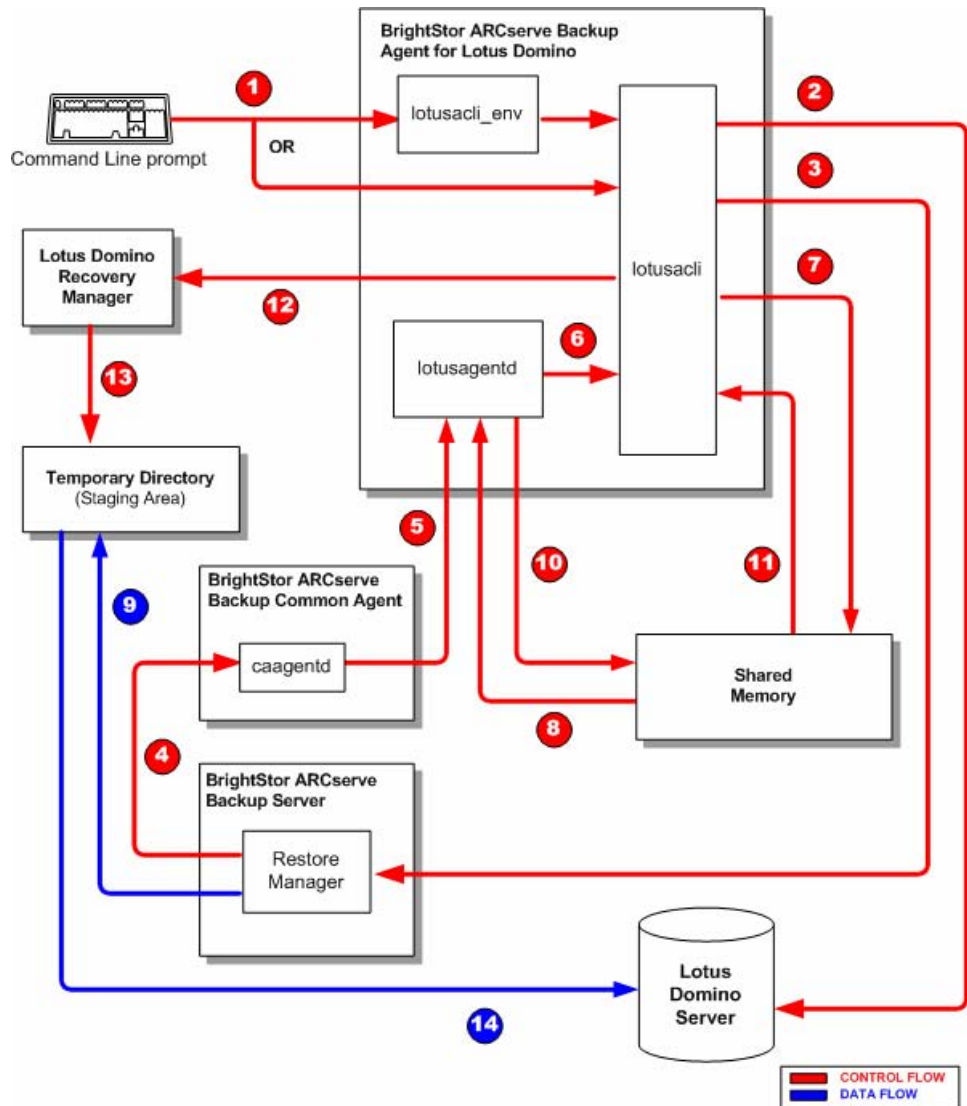 BrightStor ARCserve Backup
Agent for Lotus Domino
1
2
lotusacli_env
OR
Command Line prompt
3
Lotus Domino
Recovery
Manager
lotusacli
7
12
6
lotusagentd
13
Temporary Directory
(Staging Area)
5
10
11
9
BrightStor ARCserve
Backup Common Agent
caagentd
Shared
Memory
8
4
BrightStor ARCserve
Backup Server
Restore
Manager
Lotus
Domino
Server
14
CONTROL FLOW
DATA FLOW